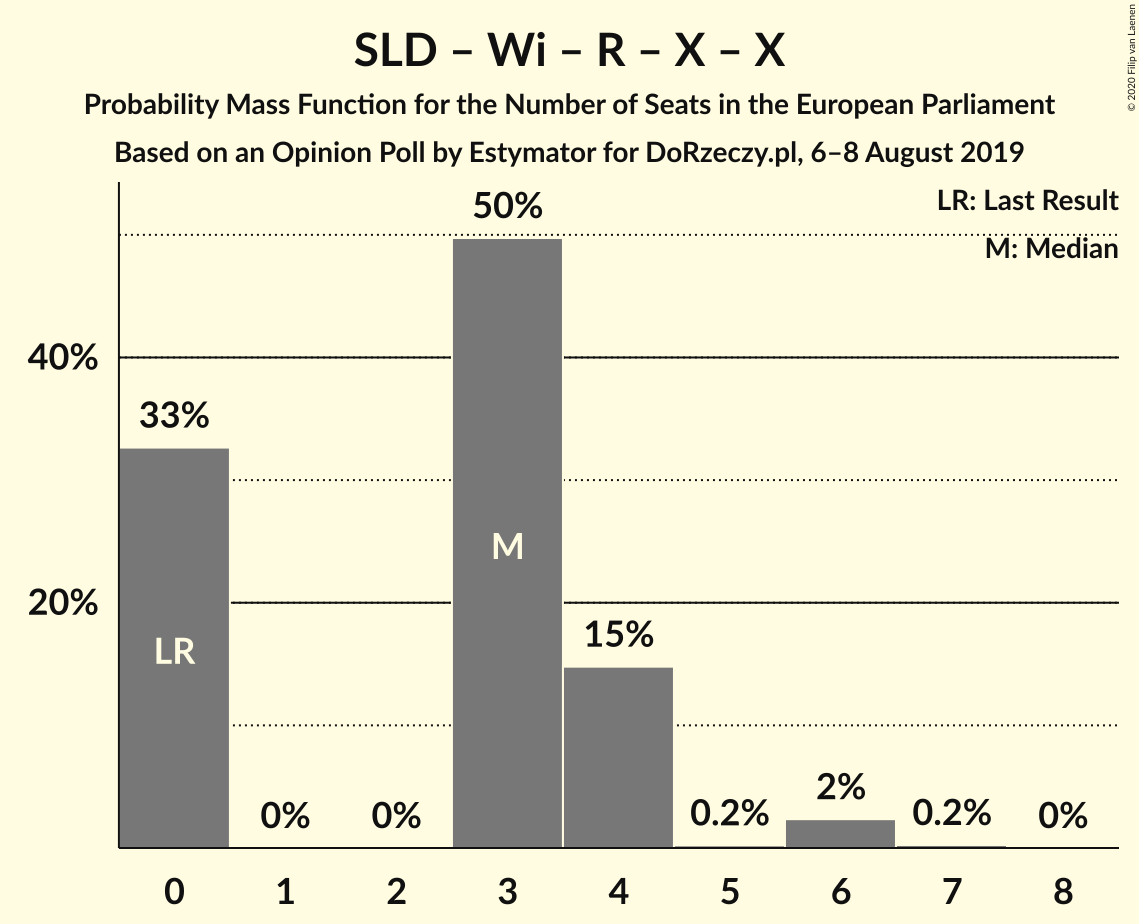 SLD – Wi – R – X – X
Probability Mass Function for the Number of Seats in the European Parliament
Based on an Opinion Poll by Estymator for DoRzeczy.pl, 6–8 August 2019
© 2020 Filip van Laenen
LR: Last Result
M: Median
50%
40%
33%
M
20%
15%
LR
2%
0%
0%
0.2%
0.2%
0%
0
1
2
3
4
5
6
7
8